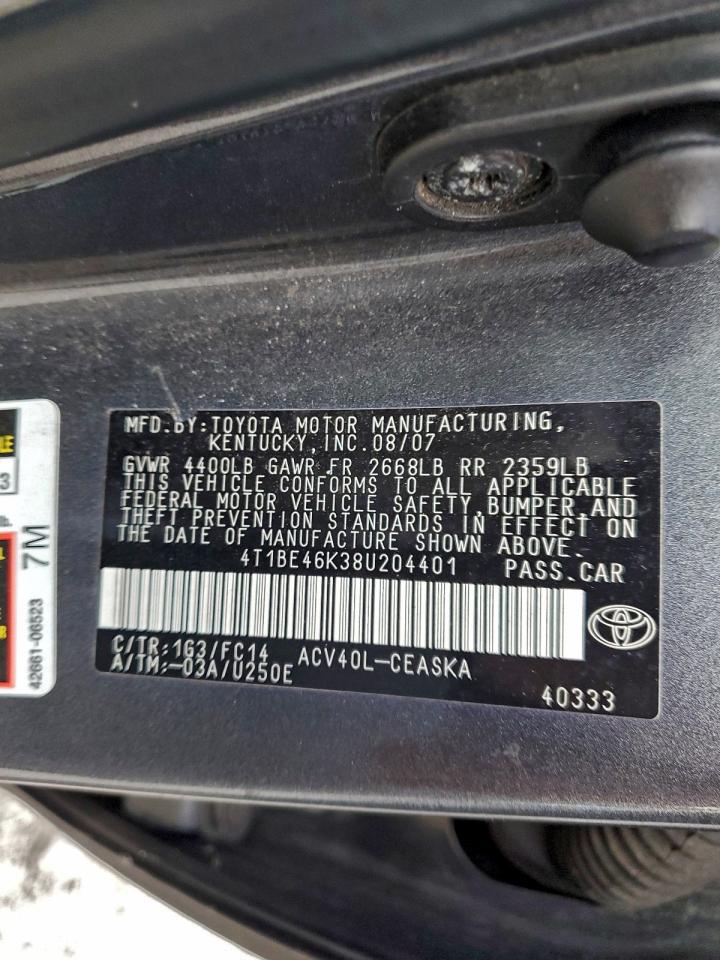 MFD.BY:TOYOTA MOTOR MANUFACTURING,
KENTUCKY,INC.08/07
GVWR 4400LB GAWR FR 2668LB RR 2359LB
THIS VEHICLE CONFORMS TO ALL APPLICABLE
FEDERAL MOTOR VEHICLE SAFETY,BUMPER,AND
THEFT PREVENTION STANDARDS IN EFFECT ON
THE DATE OF MANUFACTURE SHOWN ABOVE.
4T1BE46K38U204401 PASS.CAR
C/TR:1G3/FC14 ACV40L-CEASKA
A/TM:-03A/U250E
40333
7M
42661-06523